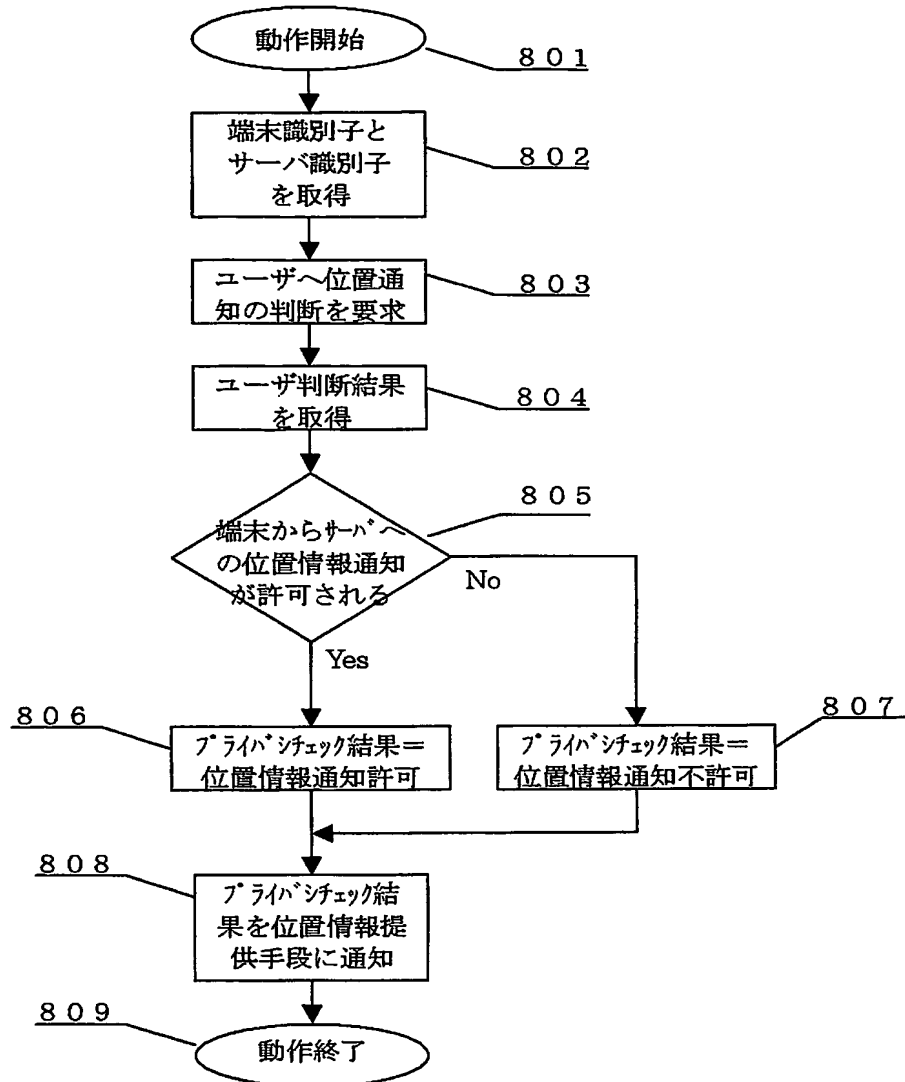 動作開始
８０１
端末識別子と
サーバ識別子
を取得
８０２
ユーザへ位置通
知の判断を要求
８０３
ユーザ判断結果
を取得
８０４
端末からｻｰﾊﾞへ
の位置情報通知
が許可される
８０５
No
Yes
８０６
ﾌﾟﾗｲﾊﾞｼﾁｪｯｸ結果＝
位置情報通知許可
８０７
ﾌﾟﾗｲﾊﾞｼﾁｪｯｸ結果＝
位置情報通知不許可
８０８
ﾌﾟﾗｲﾊﾞｼﾁｪｯｸ結
果を位置情報提
供手段に通知
８０９
動作終了